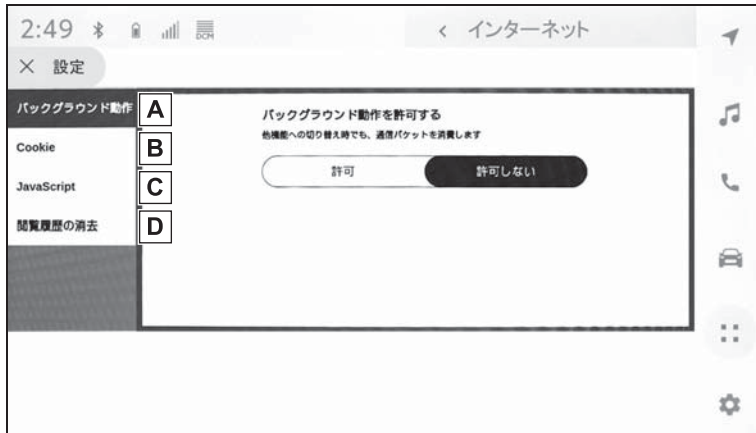 2:49 DCM < インターネット
× 設定
バックグラウンド動作 A
Cookie B
JavaScript C
閲覧履歴の消去 D
バックグラウンド動作を許可する
他機能への切り替え時でも、通信パケットを消費します
許可 許可しない